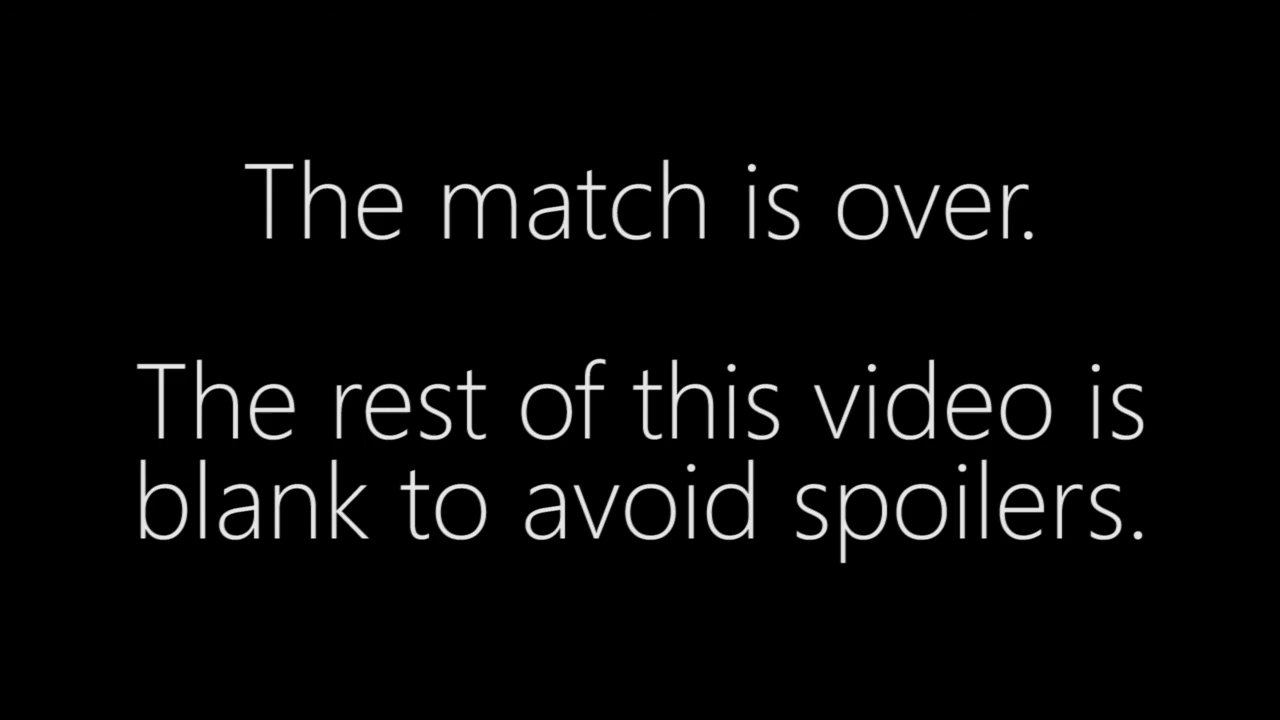 The match is over.
The rest of this video is
blank to avoid spoilers.